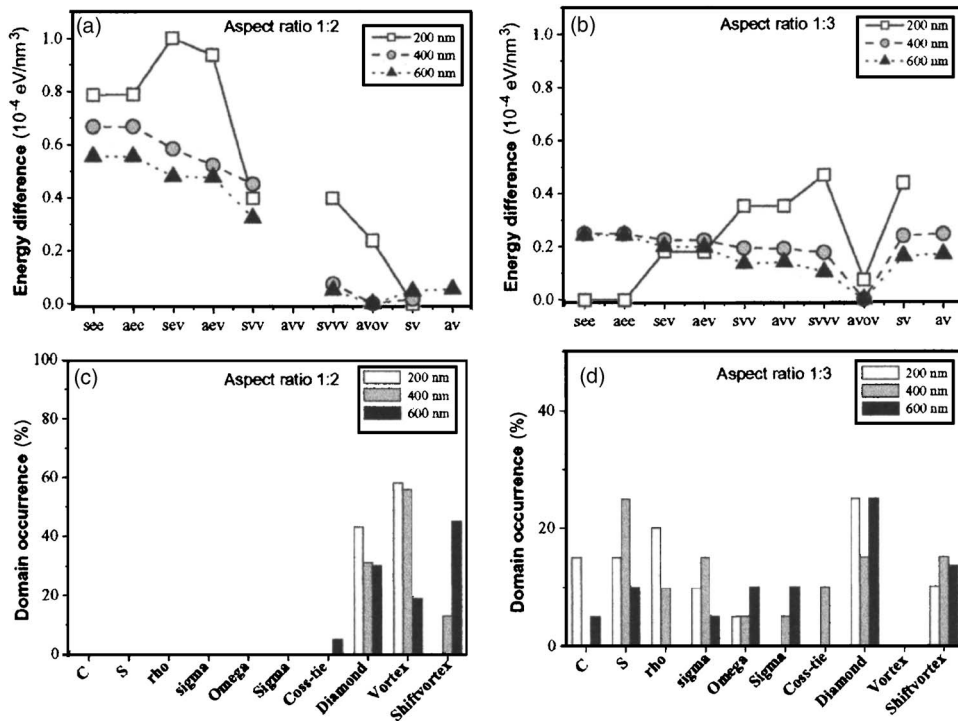 (a) Aspect ratio 1:2
200 nm
400 nm
600 nm
Energy difference (10⁻⁴ eV/nm³)
1.0
0.8
0.6
0.4
0.2
0.0
see aec sev aev svv avv svvv avov sv av
(b) Aspect ratio 1:3
200 nm
400 nm
600 nm
Energy difference (10⁻⁴ eV/nm³)
1.0
0.8
0.6
0.4
0.2
0.0
see aee sev aev svv avv svvv avov sv av
(c) Aspect ratio 1:2
200 nm
400 nm
600 nm
Domain occurrence (%)
100
80
60
40
20
0
C S rho sigma Omega Sigma Coss-tie Diamond Vortex Shiftvortex
(d) Aspect ratio 1:3
200 nm
400 nm
600 nm
Domain occurrence (%)
40
20
0
C S rho sigma Omega Sigma Coss-tie Diamond Vortex Shiftvortex